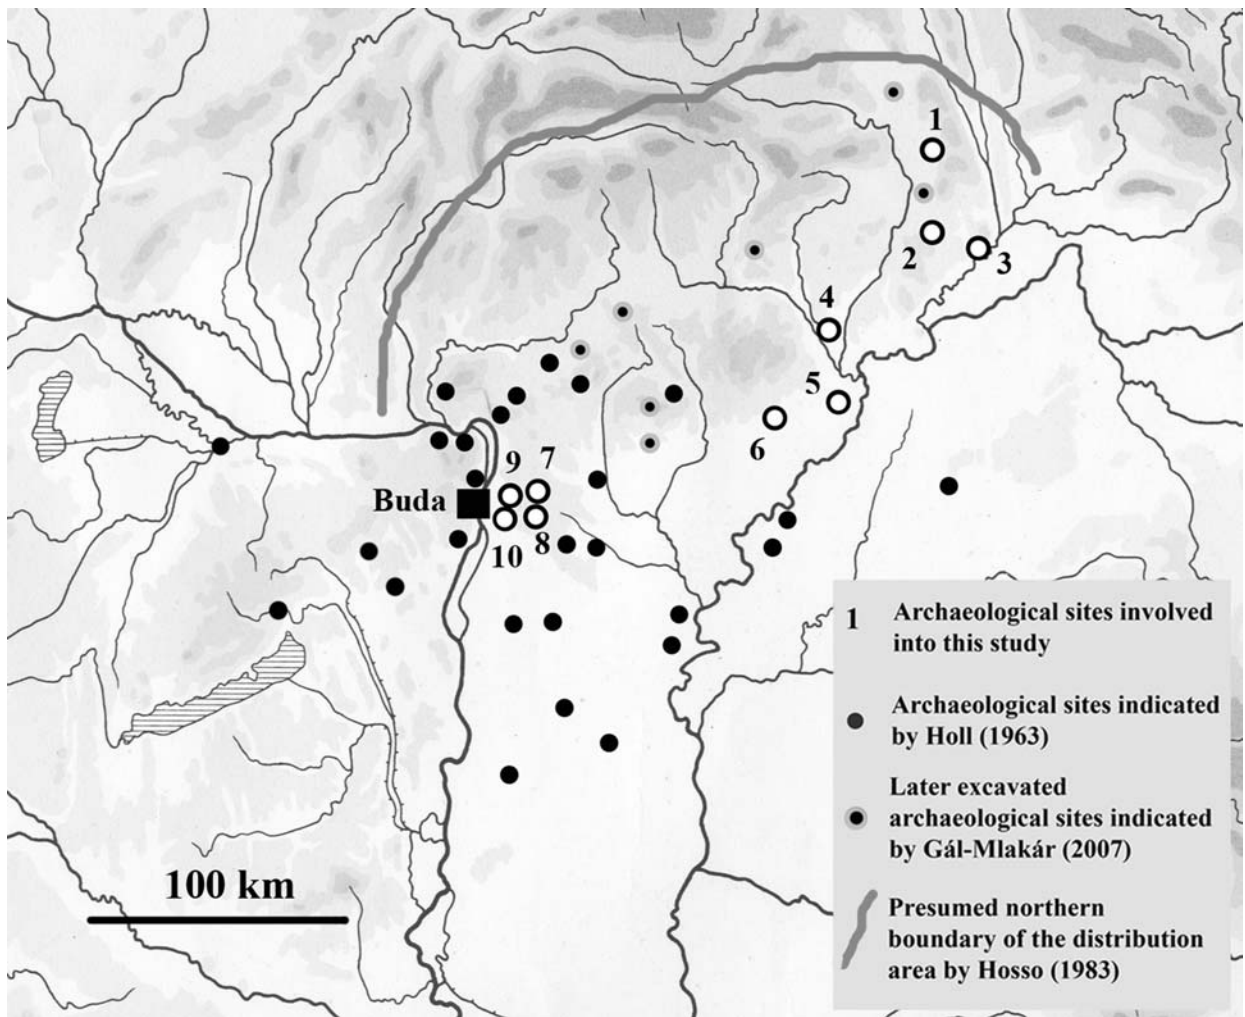 1
2
3
4
5
6
9
7
Buda
10
8
1
Archaeological sites involved
into this study
Archaeological sites indicated
by Holl (1963)
Later excavated
archaeological sites indicated
by Gál-Mlakár (2007)
Presumed northern
boundary of the distribution
area by Hosso (1983)
100 km